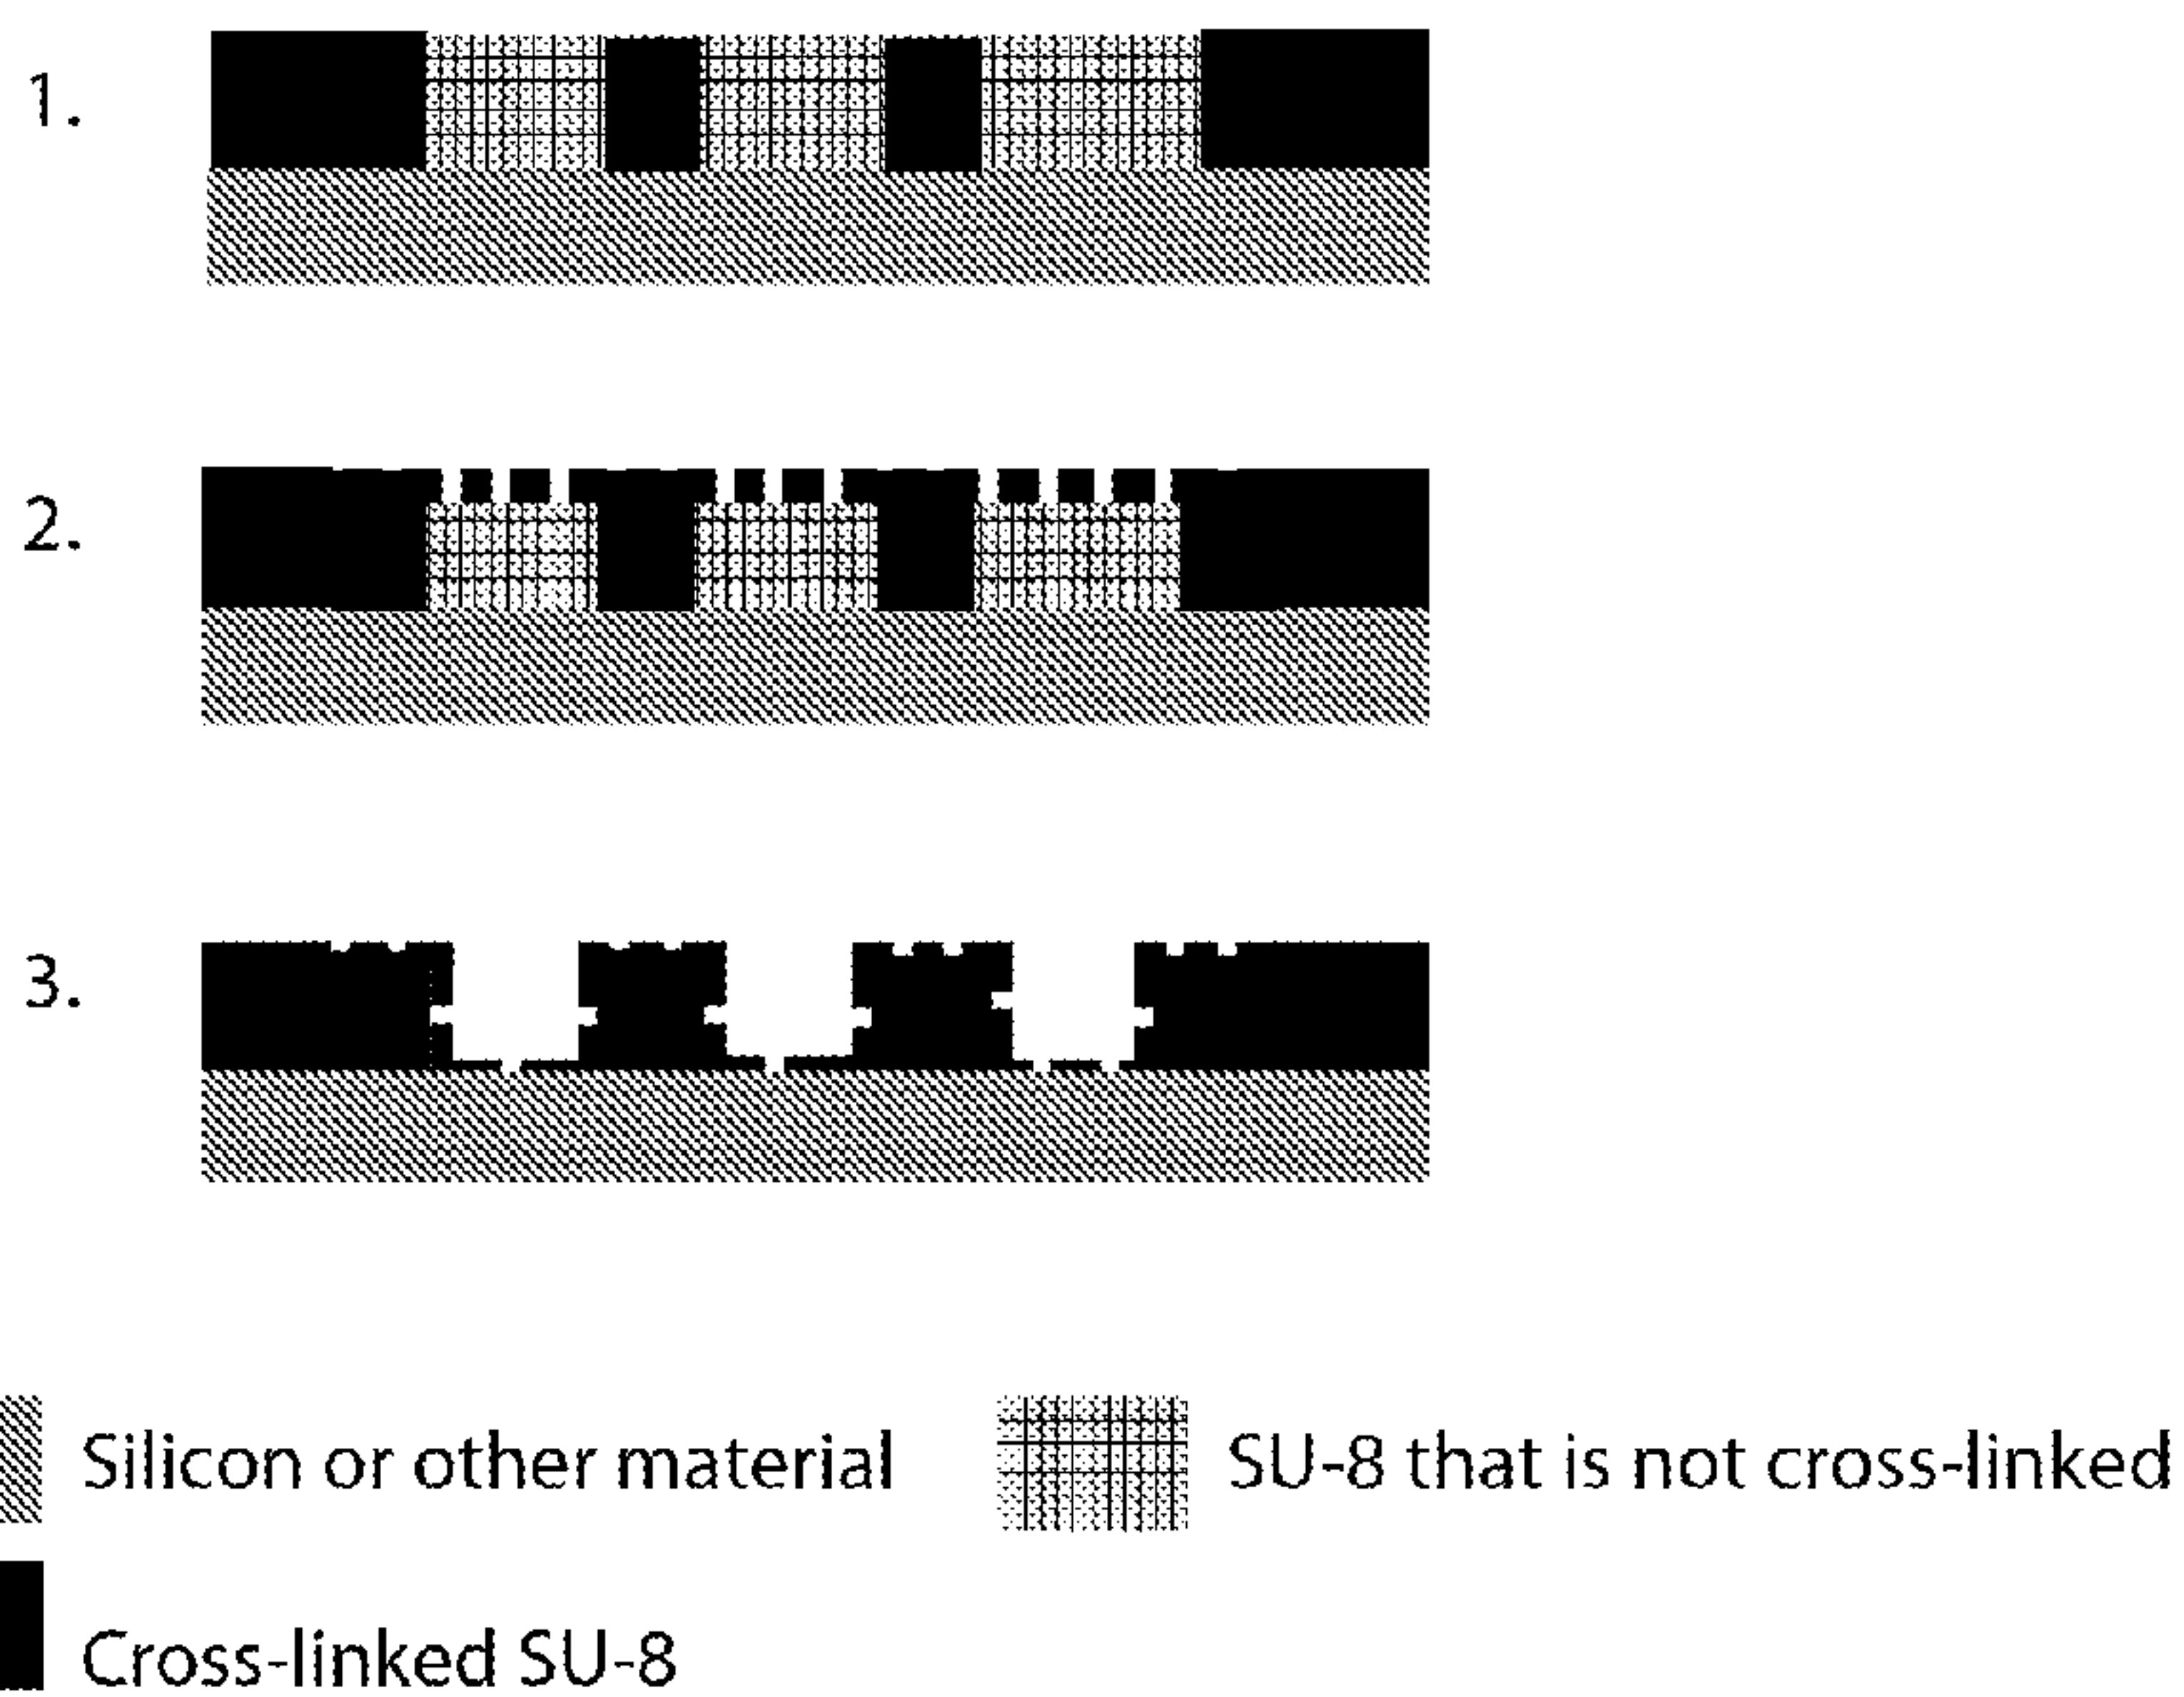 1.
2.
3.
Silicon or other material
SU-8 that is not cross-linked
Cross-linked SU-8